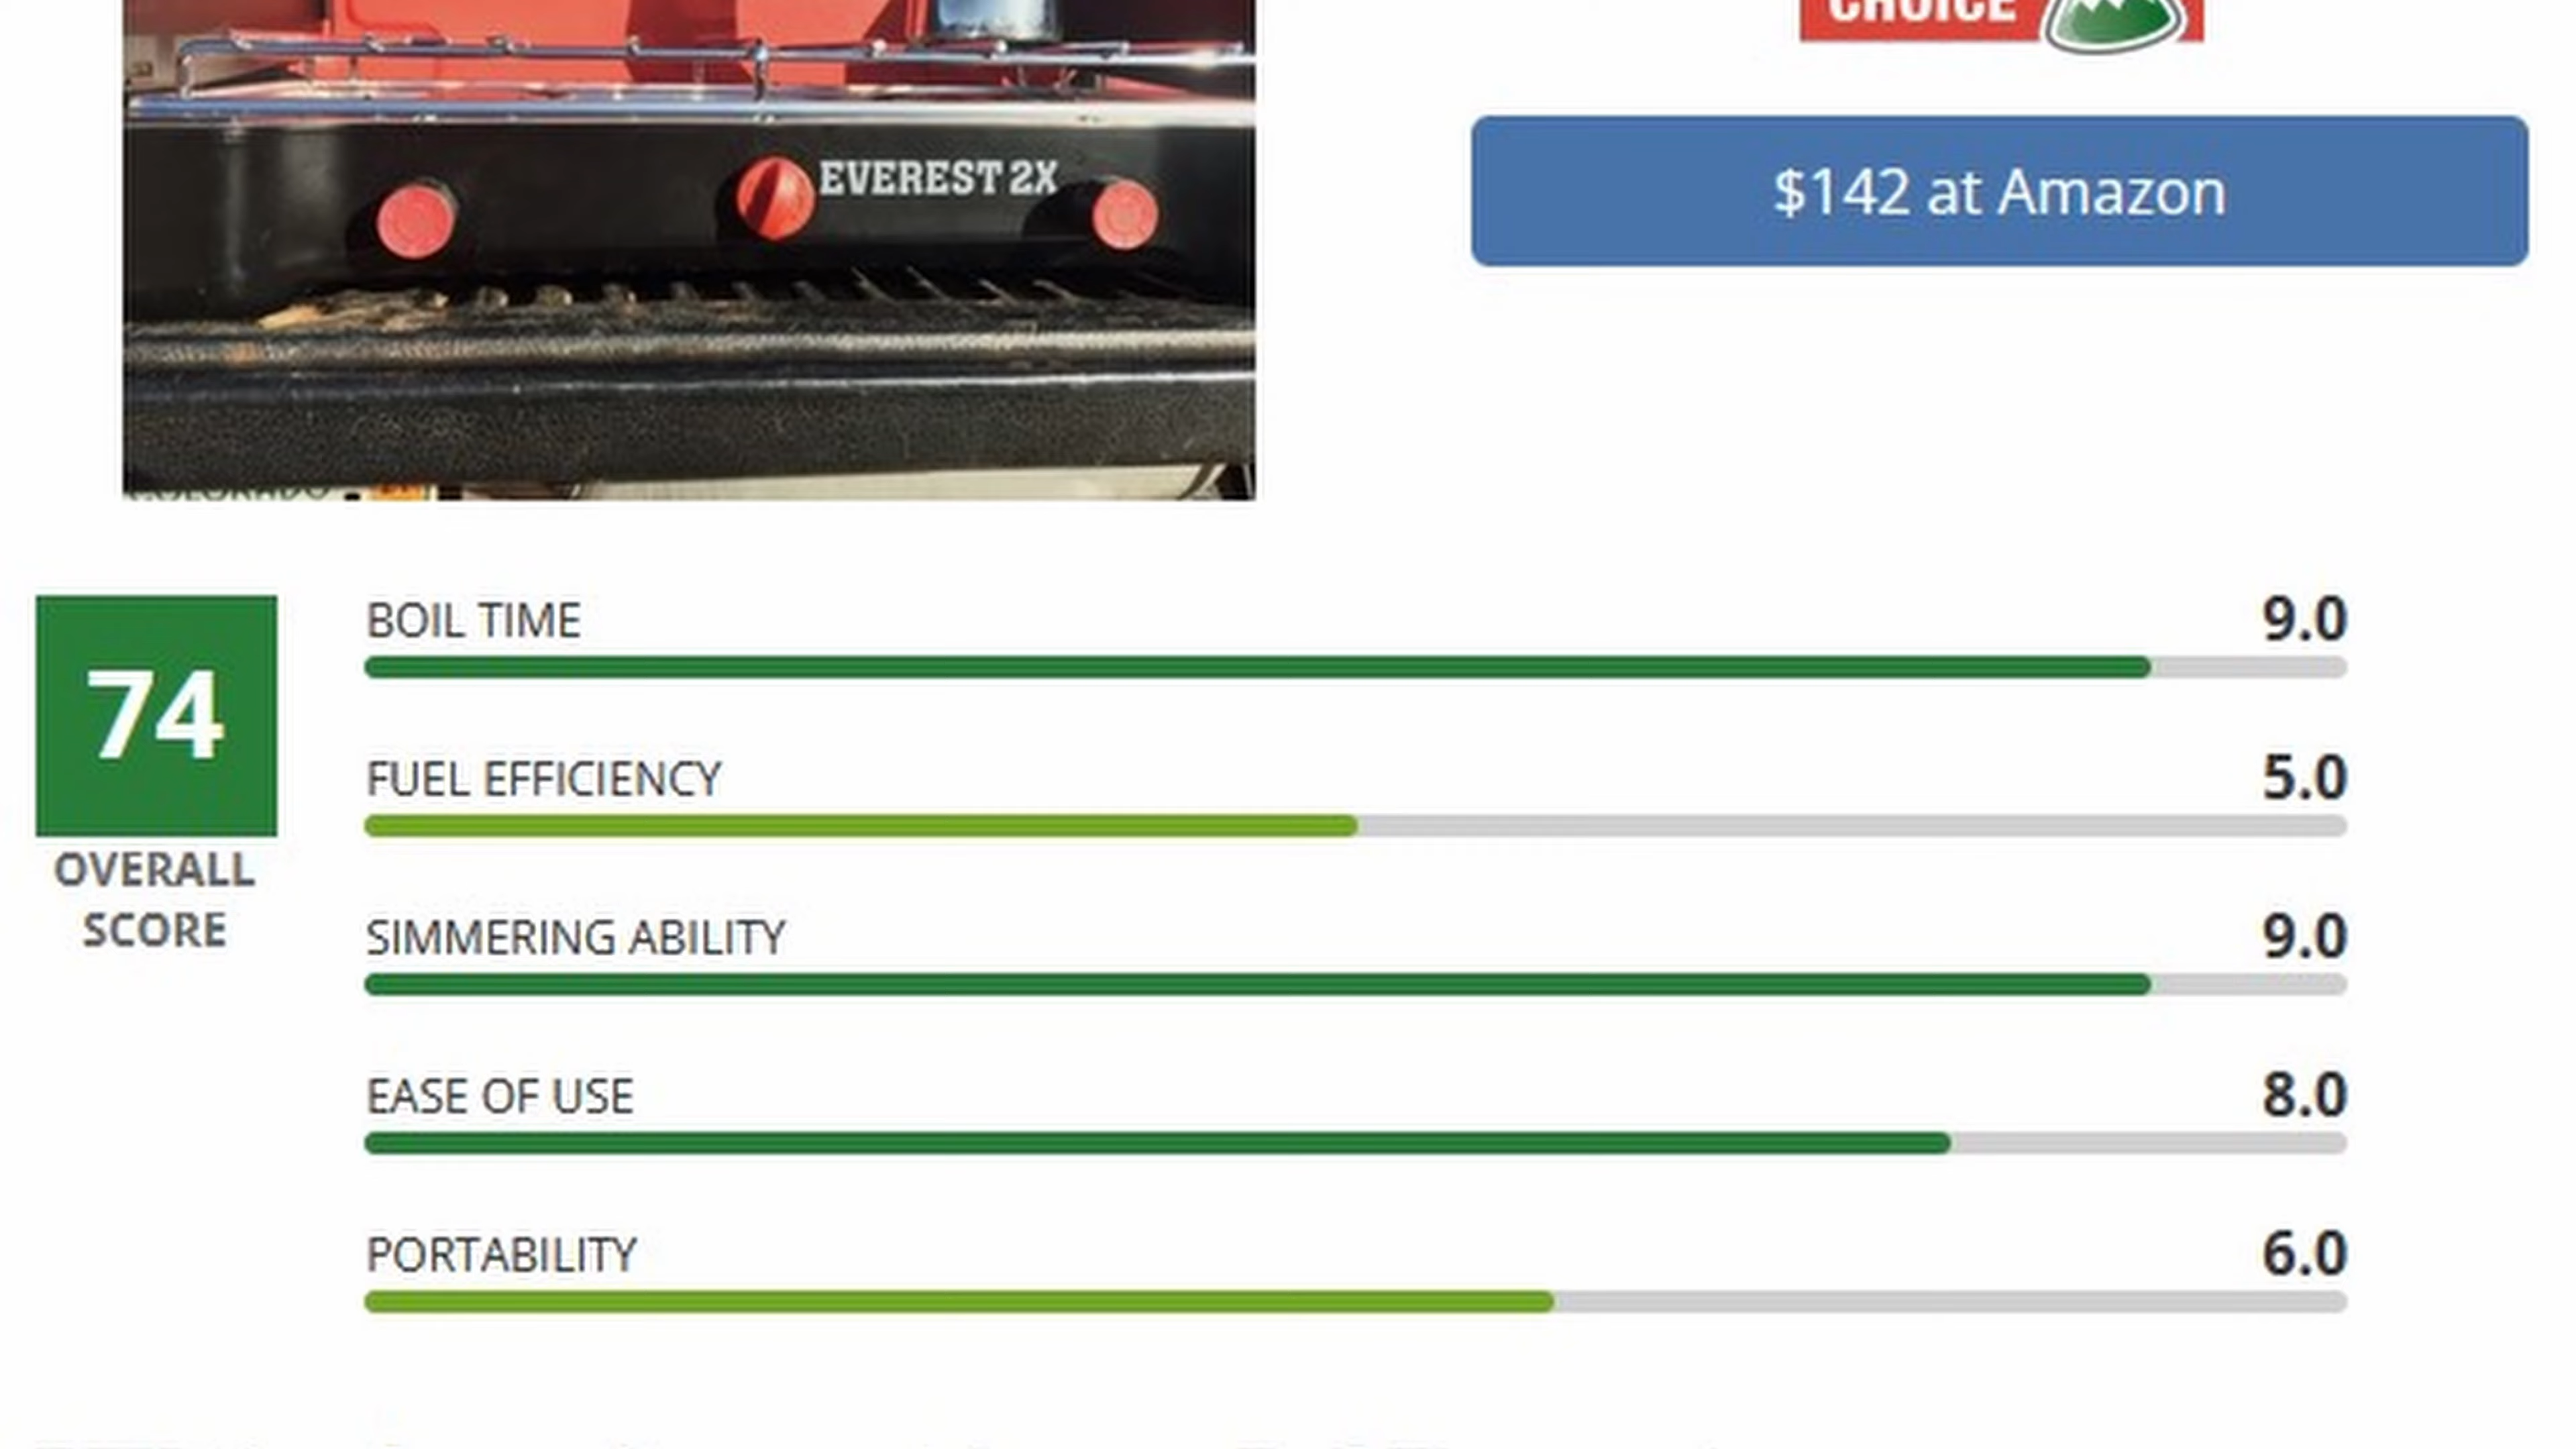 CHOICE
EVEREST 2X
$142 at Amazon
COLORADO
74
OVERALL
SCORE
BOIL TIME 9.0
FUEL EFFICIENCY 5.0
SIMMERING ABILITY 9.0
EASE OF USE 8.0
PORTABILITY 6.0